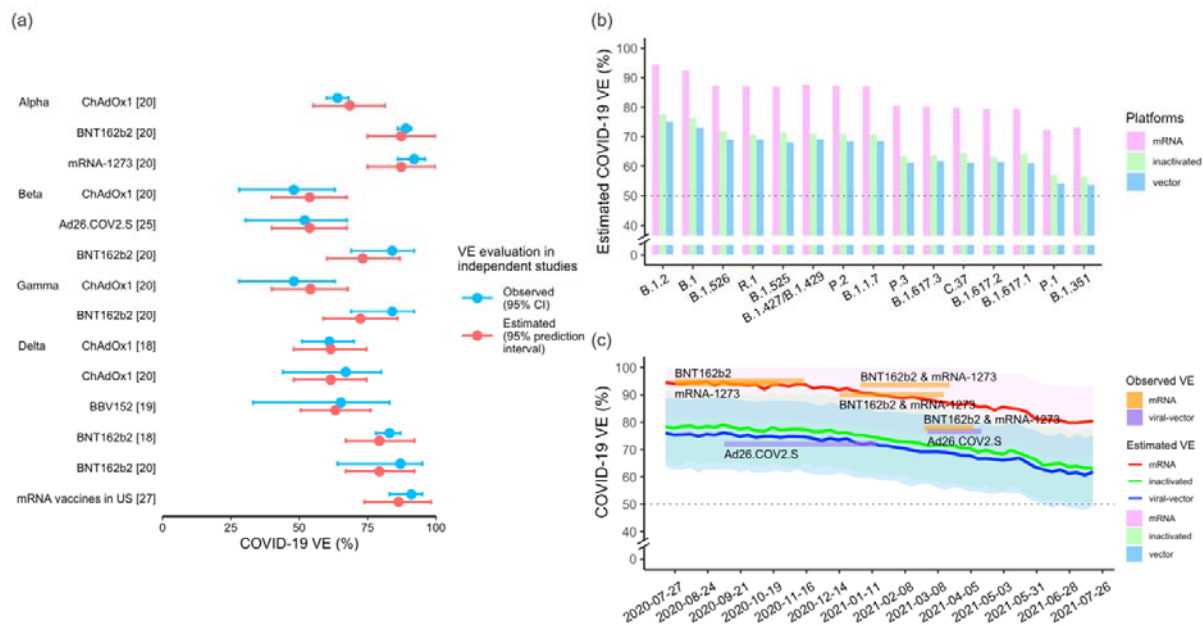 (a)
Alpha ChAdOx1 [20]
BNT162b2 [20]
mRNA-1273 [20]
Beta ChAdOx1 [20]
Ad26.COV2.S [25]
BNT162b2 [20]
Gamma ChAdOx1 [20]
BNT162b2 [20]
Delta ChAdOx1 [18]
ChAdOx1 [20]
BBV152 [19]
BNT162b2 [18]
BNT162b2 [20]
mRNA vaccines in US [27]
0 25 50 75 100
COVID-19 VE (%)
VE evaluation in
independent studies
Observed
(95% CI)
Estimated
(95% prediction
interval)
(b)
Estimated COVID-19 VE (%)
100
90
80
70
60
50
40
0
B.1.2 B.1 B.1.526 R.1 B.1.525 B.1.427/B.1.429 P.2 B.1.1.7 P.3 B.1.617.3 C.37 B.1.617.2 B.1.617.1 P.1 B.1.351
Platforms
mRNA
inactivated
vector
(c)
COVID-19 VE (%)
100
90
80
70
60
50
40
0
BNT162b2
mRNA-1273
BNT162b2 & mRNA-1273
BNT162b2 & mRNA-1273
BNT162b2 & mRNA-1273
Ad26.COV2.S
Ad26.COV2.S
2020-07-27 2020-08-24 2020-09-21 2020-10-19 2020-11-16 2020-12-14 2021-01-11 2021-02-08 2021-03-08 2021-04-05 2021-05-03 2021-05-31 2021-06-28 2021-07-26
Observed VE
mRNA
viral-vector
Estimated VE
mRNA
inactivated
viral-vector
mRNA
inactivated
vector